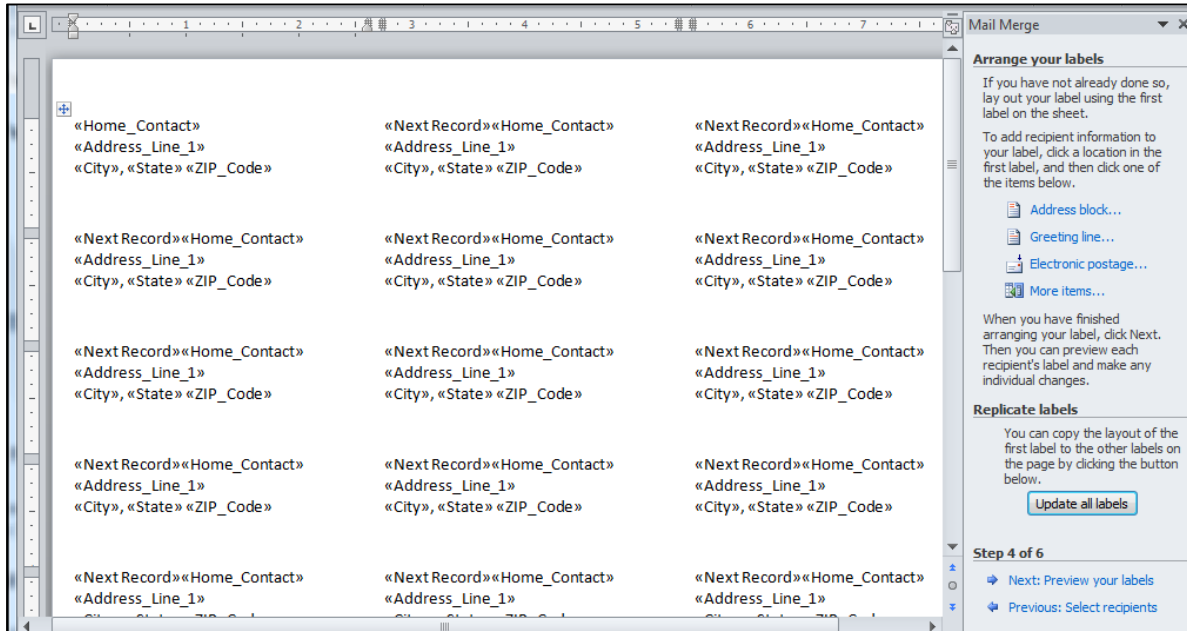 L 1 2 3 4 5 6 7
Mail Merge
«Home_Contact» «Next Record»«Home_Contact» «Next Record»«Home_Contact»
«Address_Line_1» «Address_Line_1» «Address_Line_1»
«City», «State» «ZIP_Code» «City», «State» «ZIP_Code» «City», «State» «ZIP_Code»
«Next Record»«Home_Contact» «Next Record»«Home_Contact» «Next Record»«Home_Contact»
«Address_Line_1» «Address_Line_1» «Address_Line_1»
«City», «State» «ZIP_Code» «City», «State» «ZIP_Code» «City», «State» «ZIP_Code»
«Next Record»«Home_Contact» «Next Record»«Home_Contact» «Next Record»«Home_Contact»
«Address_Line_1» «Address_Line_1» «Address_Line_1»
«City», «State» «ZIP_Code» «City», «State» «ZIP_Code» «City», «State» «ZIP_Code»
«Next Record»«Home_Contact» «Next Record»«Home_Contact» «Next Record»«Home_Contact»
«Address_Line_1» «Address_Line_1» «Address_Line_1»
«City», «State» «ZIP_Code» «City», «State» «ZIP_Code» «City», «State» «ZIP_Code»
«Next Record»«Home_Contact» «Next Record»«Home_Contact» «Next Record»«Home_Contact»
«Address_Line_1» «Address_Line_1» «Address_Line_1»
Arrange your labels
If you have not already done so,
lay out your label using the first
label on the sheet.
To add recipient information to
your label, click a location in the
first label, and then click one of
the items below.
Address block...
Greeting line...
Electronic postage...
More items...
When you have finished
arranging your label, click Next.
Then you can preview each
recipient's label and make any
individual changes.
Replicate labels
You can copy the layout of the
first label to the other labels on
the page by clicking the button
below.
Update all labels
Step 4 of 6
Next: Preview your labels
Previous: Select recipients